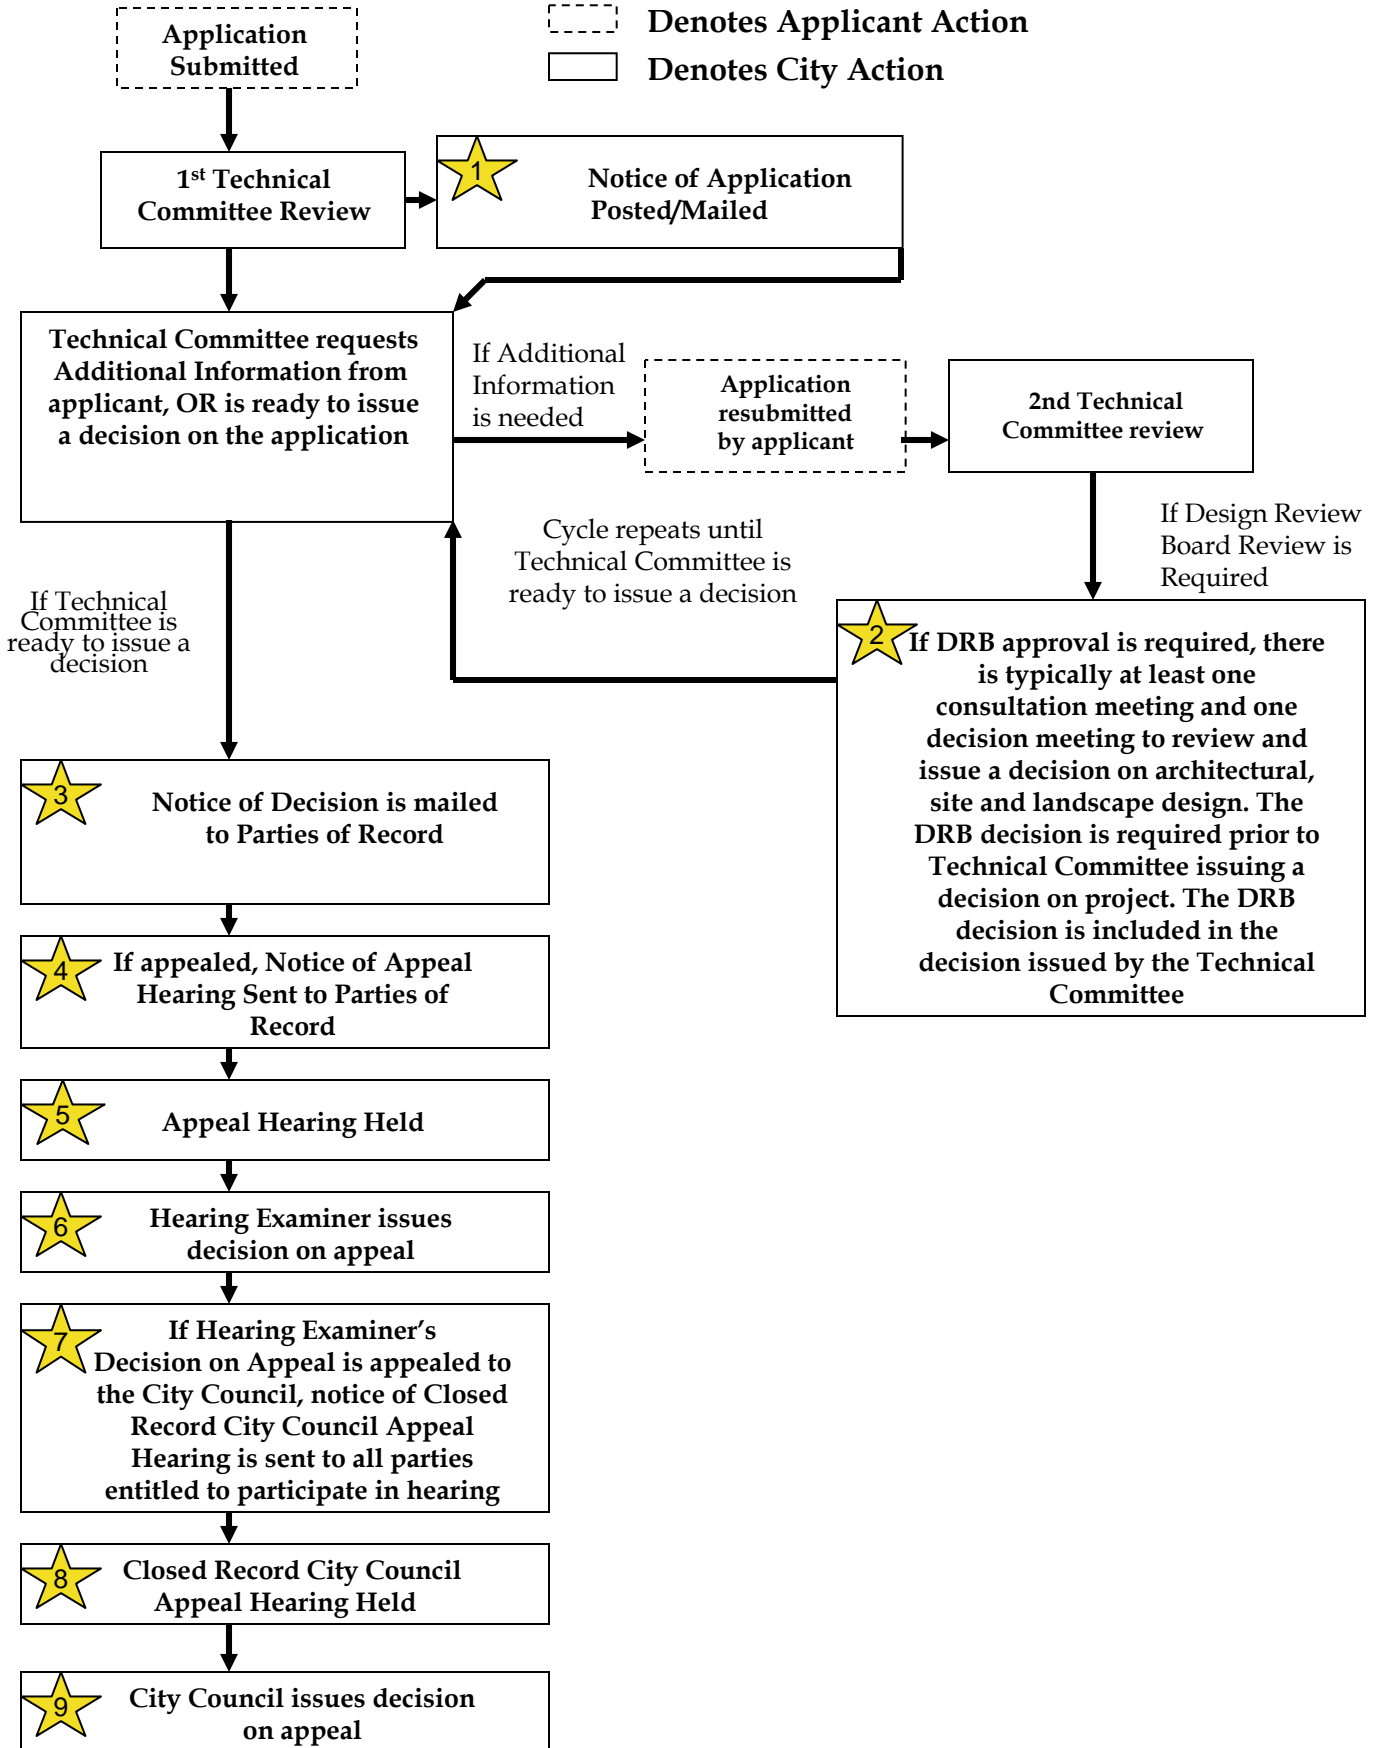 Application
Submitted
Denotes Applicant Action
Denotes City Action
1st Technical
Committee Review
1
Notice of Application
Posted/Mailed
Technical Committee requests
Additional Information from
applicant, OR is ready to issue
a decision on the application
If Additional
Information
is needed
Application
resubmitted
by applicant
2nd Technical
Committee review
Cycle repeats until
Technical Committee is
ready to issue a decision
If Design Review
Board Review is
Required
If Technical
Committee is
ready to issue a
decision
2
If DRB approval is required, there
is typically at least one
consultation meeting and one
decision meeting to review and
issue a decision on architectural,
site and landscape design. The
DRB decision is required prior to
Technical Committee issuing a
decision on project. The DRB
decision is included in the
decision issued by the Technical
Committee
3
Notice of Decision is mailed
to Parties of Record
4
If appealed, Notice of Appeal
Hearing Sent to Parties of
Record
5
Appeal Hearing Held
6
Hearing Examiner issues
decision on appeal
7
If Hearing Examiner’s
Decision on Appeal is appealed to
the City Council, notice of Closed
Record City Council Appeal
Hearing is sent to all parties
entitled to participate in hearing
8
Closed Record City Council
Appeal Hearing Held
9
City Council issues decision
on appeal